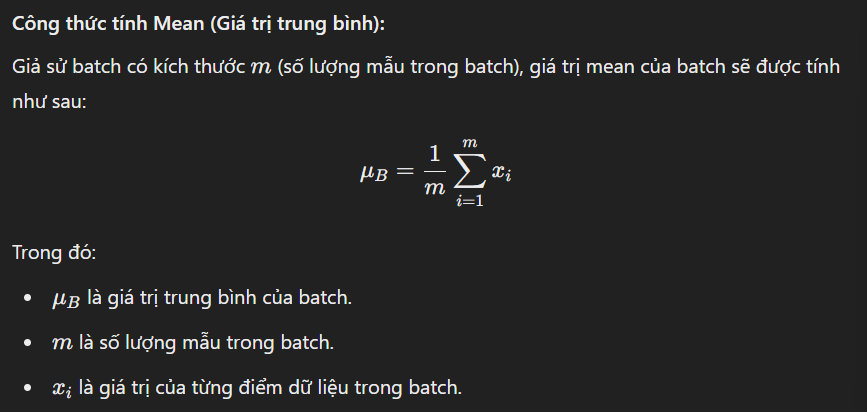 Công thức tính Mean (Giá trị trung bình):
Giả sử batch có kích thước m (số lượng mẫu trong batch), giá trị mean của batch sẽ được tính
như sau:
μ_B = \frac{1}{m} \sum_{i=1}^{m} x_i
Trong đó:
• μ_B là giá trị trung bình của batch.
• m là số lượng mẫu trong batch.
• x_i là giá trị của từng điểm dữ liệu trong batch.